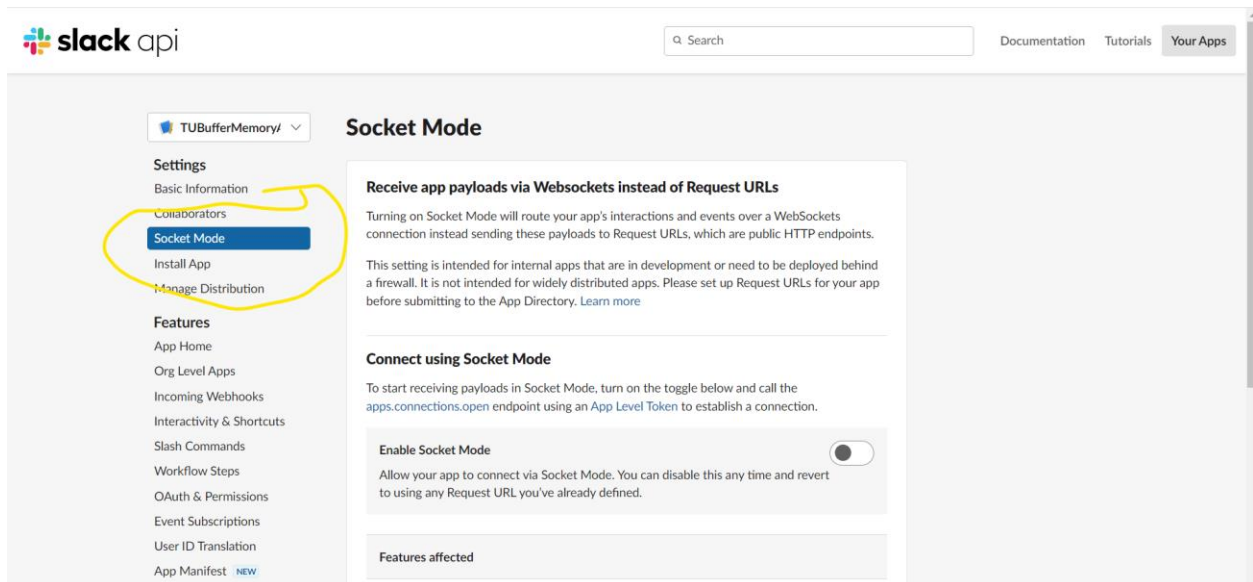 slack api
Search
Documentation
Tutorials
Your Apps
TUBufferMemory
Settings
Basic Information
Collaborators
Socket Mode
Install App
Manage Distribution
Features
App Home
Org Level Apps
Incoming Webhooks
Interactivity & Shortcuts
Slash Commands
Workflow Steps
OAuth & Permissions
Event Subscriptions
User ID Translation
App Manifest NEW
Socket Mode
Receive app payloads via Websockets instead of Request URLs
Turning on Socket Mode will route your app's interactions and events over a WebSockets
connection instead sending these payloads to Request URLs, which are public HTTP endpoints.
This setting is intended for internal apps that are in development or need to be deployed behind
a firewall. It is not intended for widely distributed apps. Please set up Request URLs for your app
before submitting to the App Directory. Learn more
Connect using Socket Mode
To start receiving payloads in Socket Mode, turn on the toggle below and call the
apps.connections.open endpoint using an App Level Token to establish a connection.
Enable Socket Mode
Allow your app to connect via Socket Mode. You can disable this any time and revert
to using any Request URL you've already defined.
Features affected